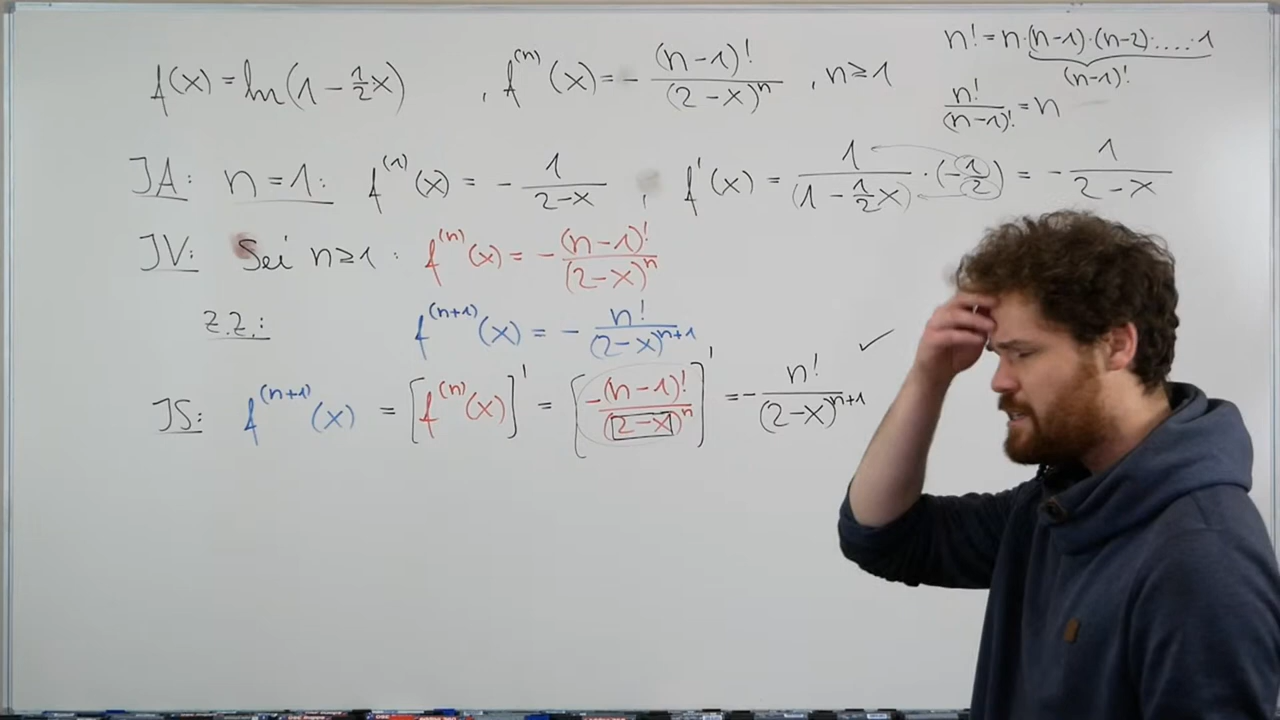 f(x) = ln(1 - ½x) , f⁽ⁿ⁾(x) = - (n-1)! / (2-x)ⁿ , n ≥ 1
n! = n·(n-1)·(n-2)·....·1
(n-1)!
n! / (n-1)! = n
IA: n = 1: f⁽¹⁾(x) = - 1 / (2-x) , f'(x) = 1 / (1 - ½x) · (-½) = - 1 / (2-x)
IV: Sei n ≥ 1: f⁽ⁿ⁾(x) = - (n-1)! / (2-x)ⁿ
Z.Z.: f⁽ⁿ⁺¹⁾(x) = - n! / (2-x)ⁿ⁺¹
IS: f⁽ⁿ⁺¹⁾(x) = [f⁽ⁿ⁾(x)]' = [-(n-1)! / (2-x)ⁿ]' = - n! / (2-x)ⁿ⁺¹ ✓